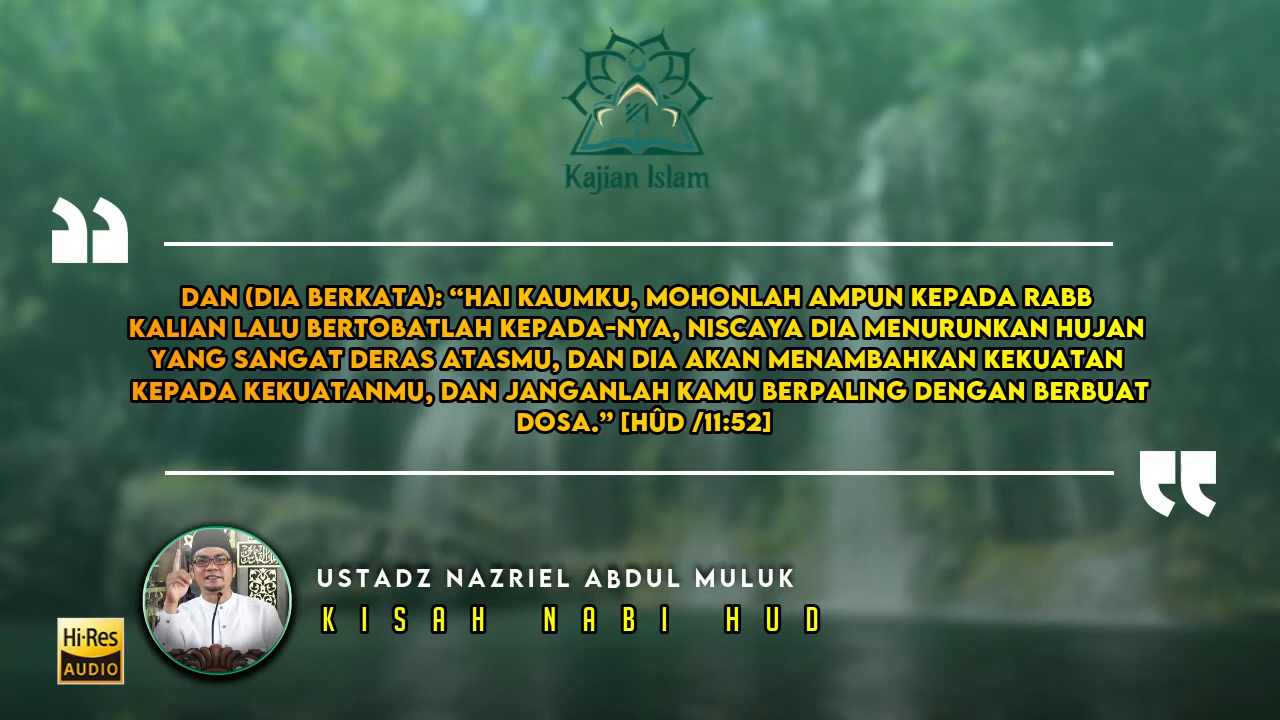 Kajian Islam
DAN (DIA BERKATA): “HAI KAUMKU, MOHONLAH AMPUN KEPADA RABB
KALIAN LALU BERTOBATLAH KEPADA-NYA, NISCAYA DIA MENURUNKAN HUJAN
YANG SANGAT DERAS ATASMU, DAN DIA AKAN MENAMBAHKAN KEKUATAN
KEPADA KEKUATANMU, DAN JANGANLAH KAMU BERPALING DENGAN BERBUAT
DOSA.” [HÛD /11:52]
USTADZ NAZRIEL ABDUL MULUK
KISAH NABI HUD
Hi-Res
AUDIO